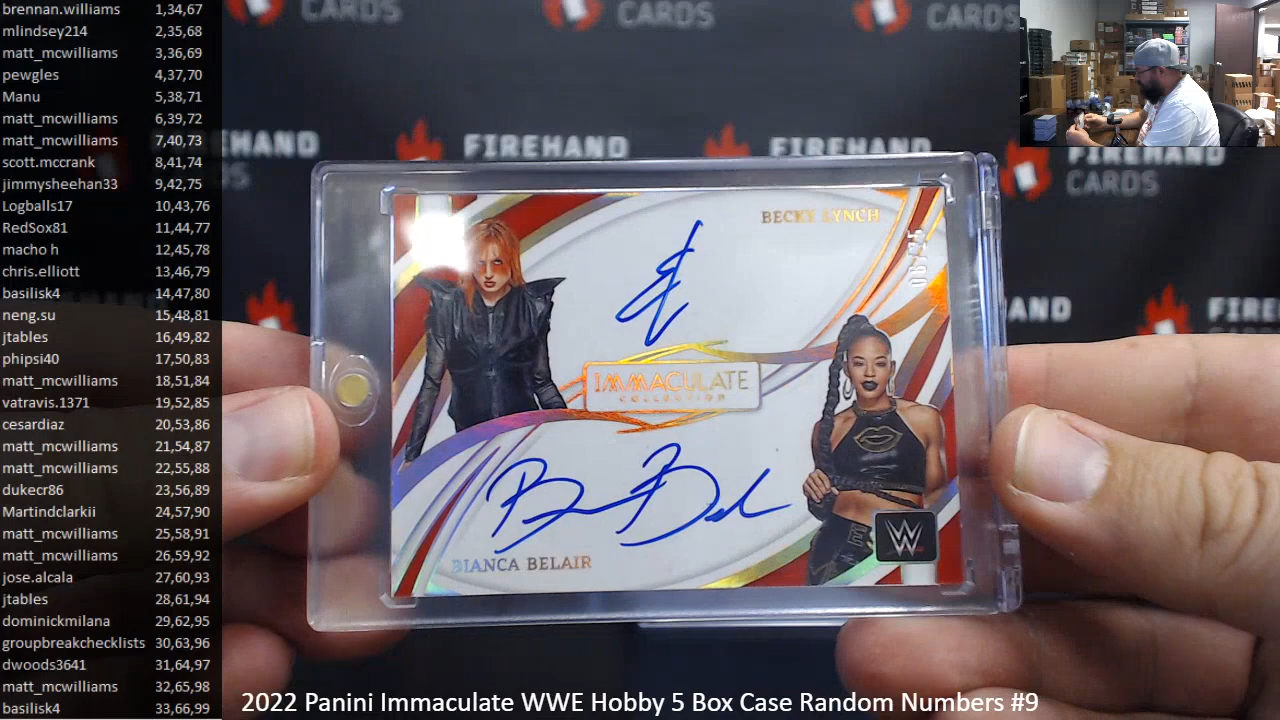 brennan.williams 1,34,67
mlindsey214 2,35,68
matt_mcwilliams 3,36,69
pewgles 4,37,70
Manu 5,38,71
matt_mcwilliams 6,39,72
matt_mcwilliams 7,40,73
scott.mccrank 8,41,74
jimmysheehan33 9,42,75
Logballs17 10,43,76
RedSox81 11,44,77
macho h 12,45,78
chris.elliott 13,46,79
basilisk4 14,47,80
neng.su 15,48,81
jtables 16,49,82
phipsi40 17,50,83
matt_mcwilliams 18,51,84
vatravis.1371 19,52,85
cesardiaz 20,53,86
matt_mcwilliams 21,54,87
matt_mcwilliams 22,55,88
dukecr86 23,56,89
Martindclarkii 24,57,90
matt_mcwilliams 25,58,91
matt_mcwilliams 26,59,92
jose.alcala 27,60,93
jtables 28,61,94
dominickmilana 29,62,95
groupbreakchecklists 30,63,96
dwoods3641 31,64,97
matt_mcwilliams 32,65,98
basilisk4 33,66,99
CARDS
CARDS
CARDS
FIREHAND
FIREHAND
FIREHAND
CARDS
BECKY LYNCH
IMMACULATE
COLLECTION
BIANCA BELAIR
W
2022 Panini Immaculate WWE Hobby 5 Box Case Random Numbers #9